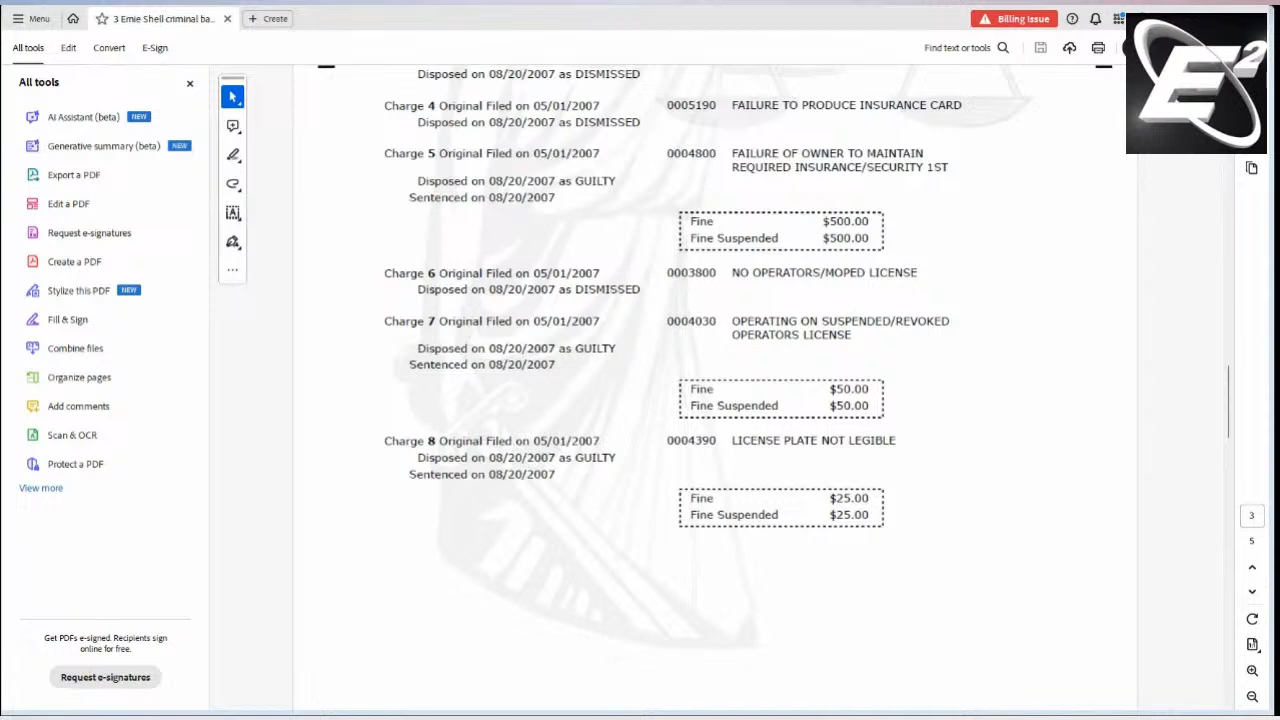 Menu
3 Ernie Shell criminal ba...
Create
Billing Issue
All tools
Edit
Convert
E-Sign
Find text or tools
E2
All tools
AI Assistant (beta) NEW
Generative summary (beta) NEW
Export a PDF
Edit a PDF
Request e-signatures
Create a PDF
Stylize this PDF NEW
Fill & Sign
Combine files
Organize pages
Add comments
Scan & OCR
Protect a PDF
View more
Get PDFs e-signed. Recipients sign
online for free.
Request e-signatures
Disposed on 08/20/2007 as DISMISSED
Charge 4 Original Filed on 05/01/2007 0005190 FAILURE TO PRODUCE INSURANCE CARD
Disposed on 08/20/2007 as DISMISSED
Charge 5 Original Filed on 05/01/2007 0004800 FAILURE OF OWNER TO MAINTAIN
REQUIRED INSURANCE/SECURITY 1ST
Disposed on 08/20/2007 as GUILTY
Sentenced on 08/20/2007
Fine $500.00
Fine Suspended $500.00
Charge 6 Original Filed on 05/01/2007 0003800 NO OPERATORS/MOPED LICENSE
Disposed on 08/20/2007 as DISMISSED
Charge 7 Original Filed on 05/01/2007 0004030 OPERATING ON SUSPENDED/REVOKED
OPERATORS LICENSE
Disposed on 08/20/2007 as GUILTY
Sentenced on 08/20/2007
Fine $50.00
Fine Suspended $50.00
Charge 8 Original Filed on 05/01/2007 0004390 LICENSE PLATE NOT LEGIBLE
Disposed on 08/20/2007 as GUILTY
Sentenced on 08/20/2007
Fine $25.00
Fine Suspended $25.00
3
5